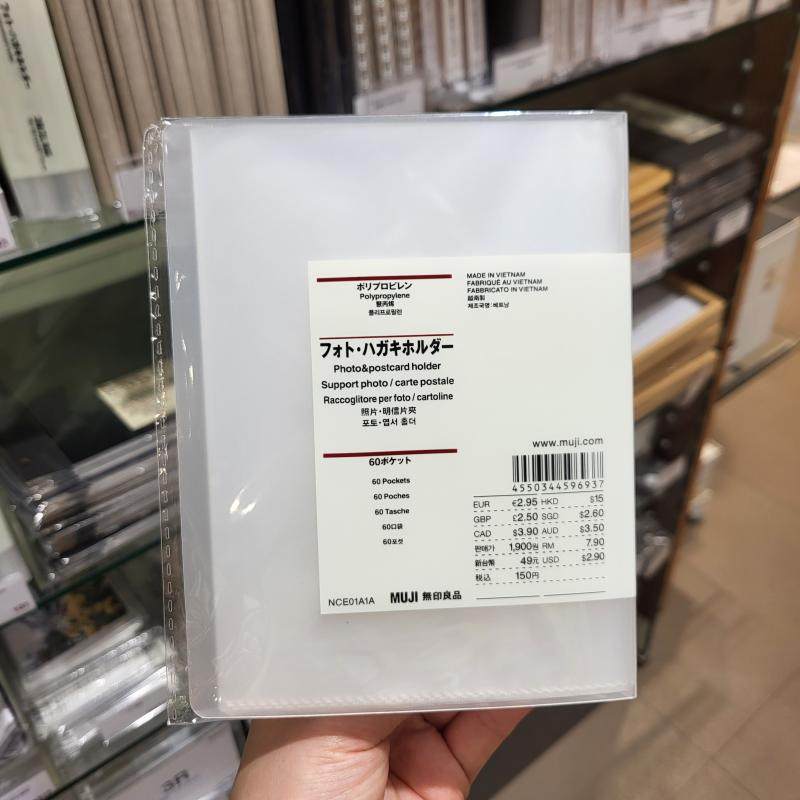 ポリプロピレン
Polypropylene
聚丙烯
폴리프로필렌
フォト・ハガキホルダー
Photo&postcard holder
Support photo / carte postale
Raccoglitore per foto / cartoline
照片・明信片夾
포토・엽서 홀더
60ポケット
60 Pockets
60 Poches
60 Tasche
60口袋
60포켓
NCE01A1A MUJI 無印良品
MADE IN VIETNAM
FABRIQUÉ AU VIETNAM
FABBRICATO IN VIETNAM
越南製
제조국명:베트남
www.muji.com
4550344596937
EUR €2.95 HKD $15
GBP £2.50 SGD $2.60
CAD $3.90 AUD $3.50
판매가 1,900원 RM 7.90
新台幣 49元 USD $2.90
税込 150円